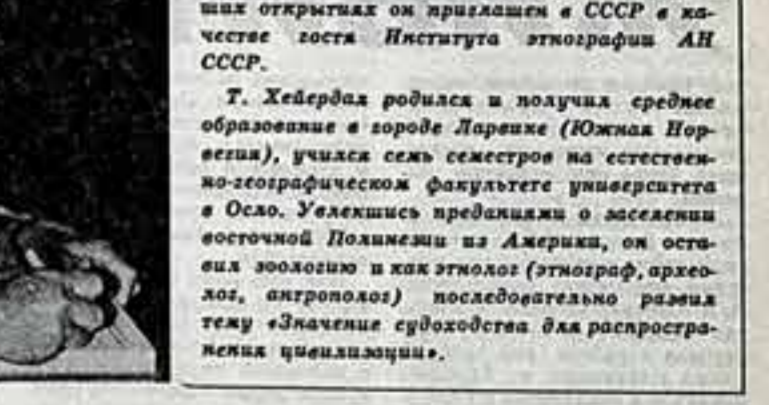 ших открытиях он приглашен в СССР в ка-
честве гостя Института этнографии АН
СССР.
Т. Хейердал родился и получил среднее
образование в городе Ларвике (Южная Нор-
вегия), учился семь семестров на естествен-
но-географическом факультете университета
в Осло. Увлекшись преданиями о заселении
восточной Полинезии из Америки, он оста-
вил зоологию и как этнолог (этнограф, архео-
лог, антрополог) последовательно развил
тему «Значение судоходства для распростра-
нения цивилизации».